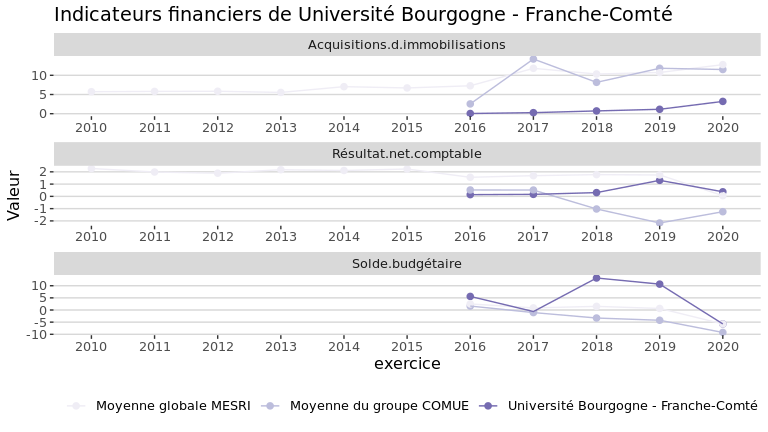 Indicateurs financiers de Université Bourgogne - Franche-Comté
Acquisitions.d.immobilisations
10
5
0
2010 2011 2012 2013 2014 2015 2016 2017 2018 2019 2020
Résultat.net.comptable
2
1
0
-1
-2
2010 2011 2012 2013 2014 2015 2016 2017 2018 2019 2020
Valeur
Solde.budgétaire
10
5
0
-5
-10
2010 2011 2012 2013 2014 2015 2016 2017 2018 2019 2020
exercice
Moyenne globale MESRI Moyenne du groupe COMUE Université Bourgogne - Franche-Comté